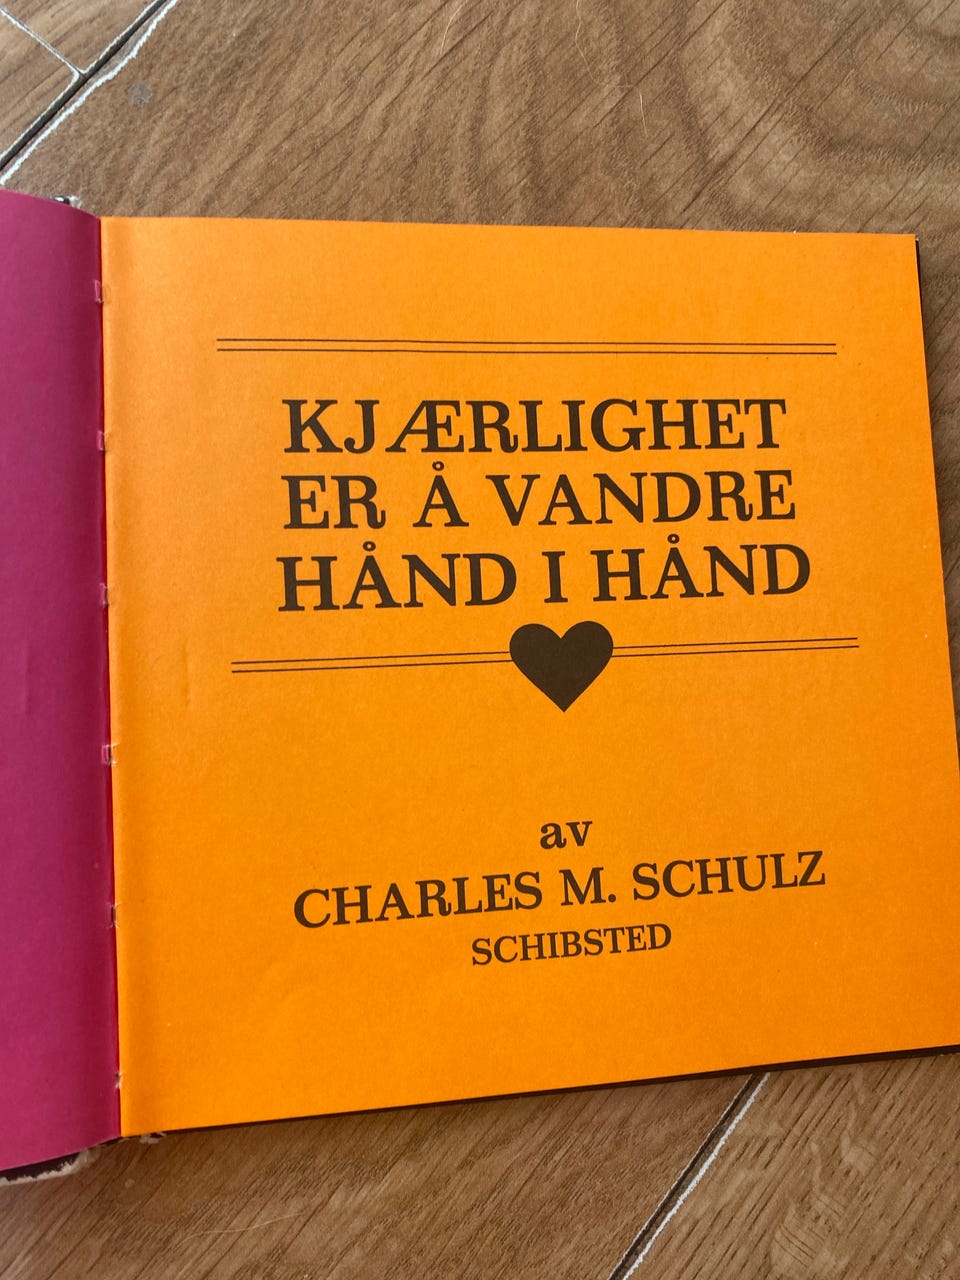 KJÆRLIGHET
ER Å VANDRE
HÅND I HÅND
av
CHARLES M. SCHULZ
SCHIBSTED